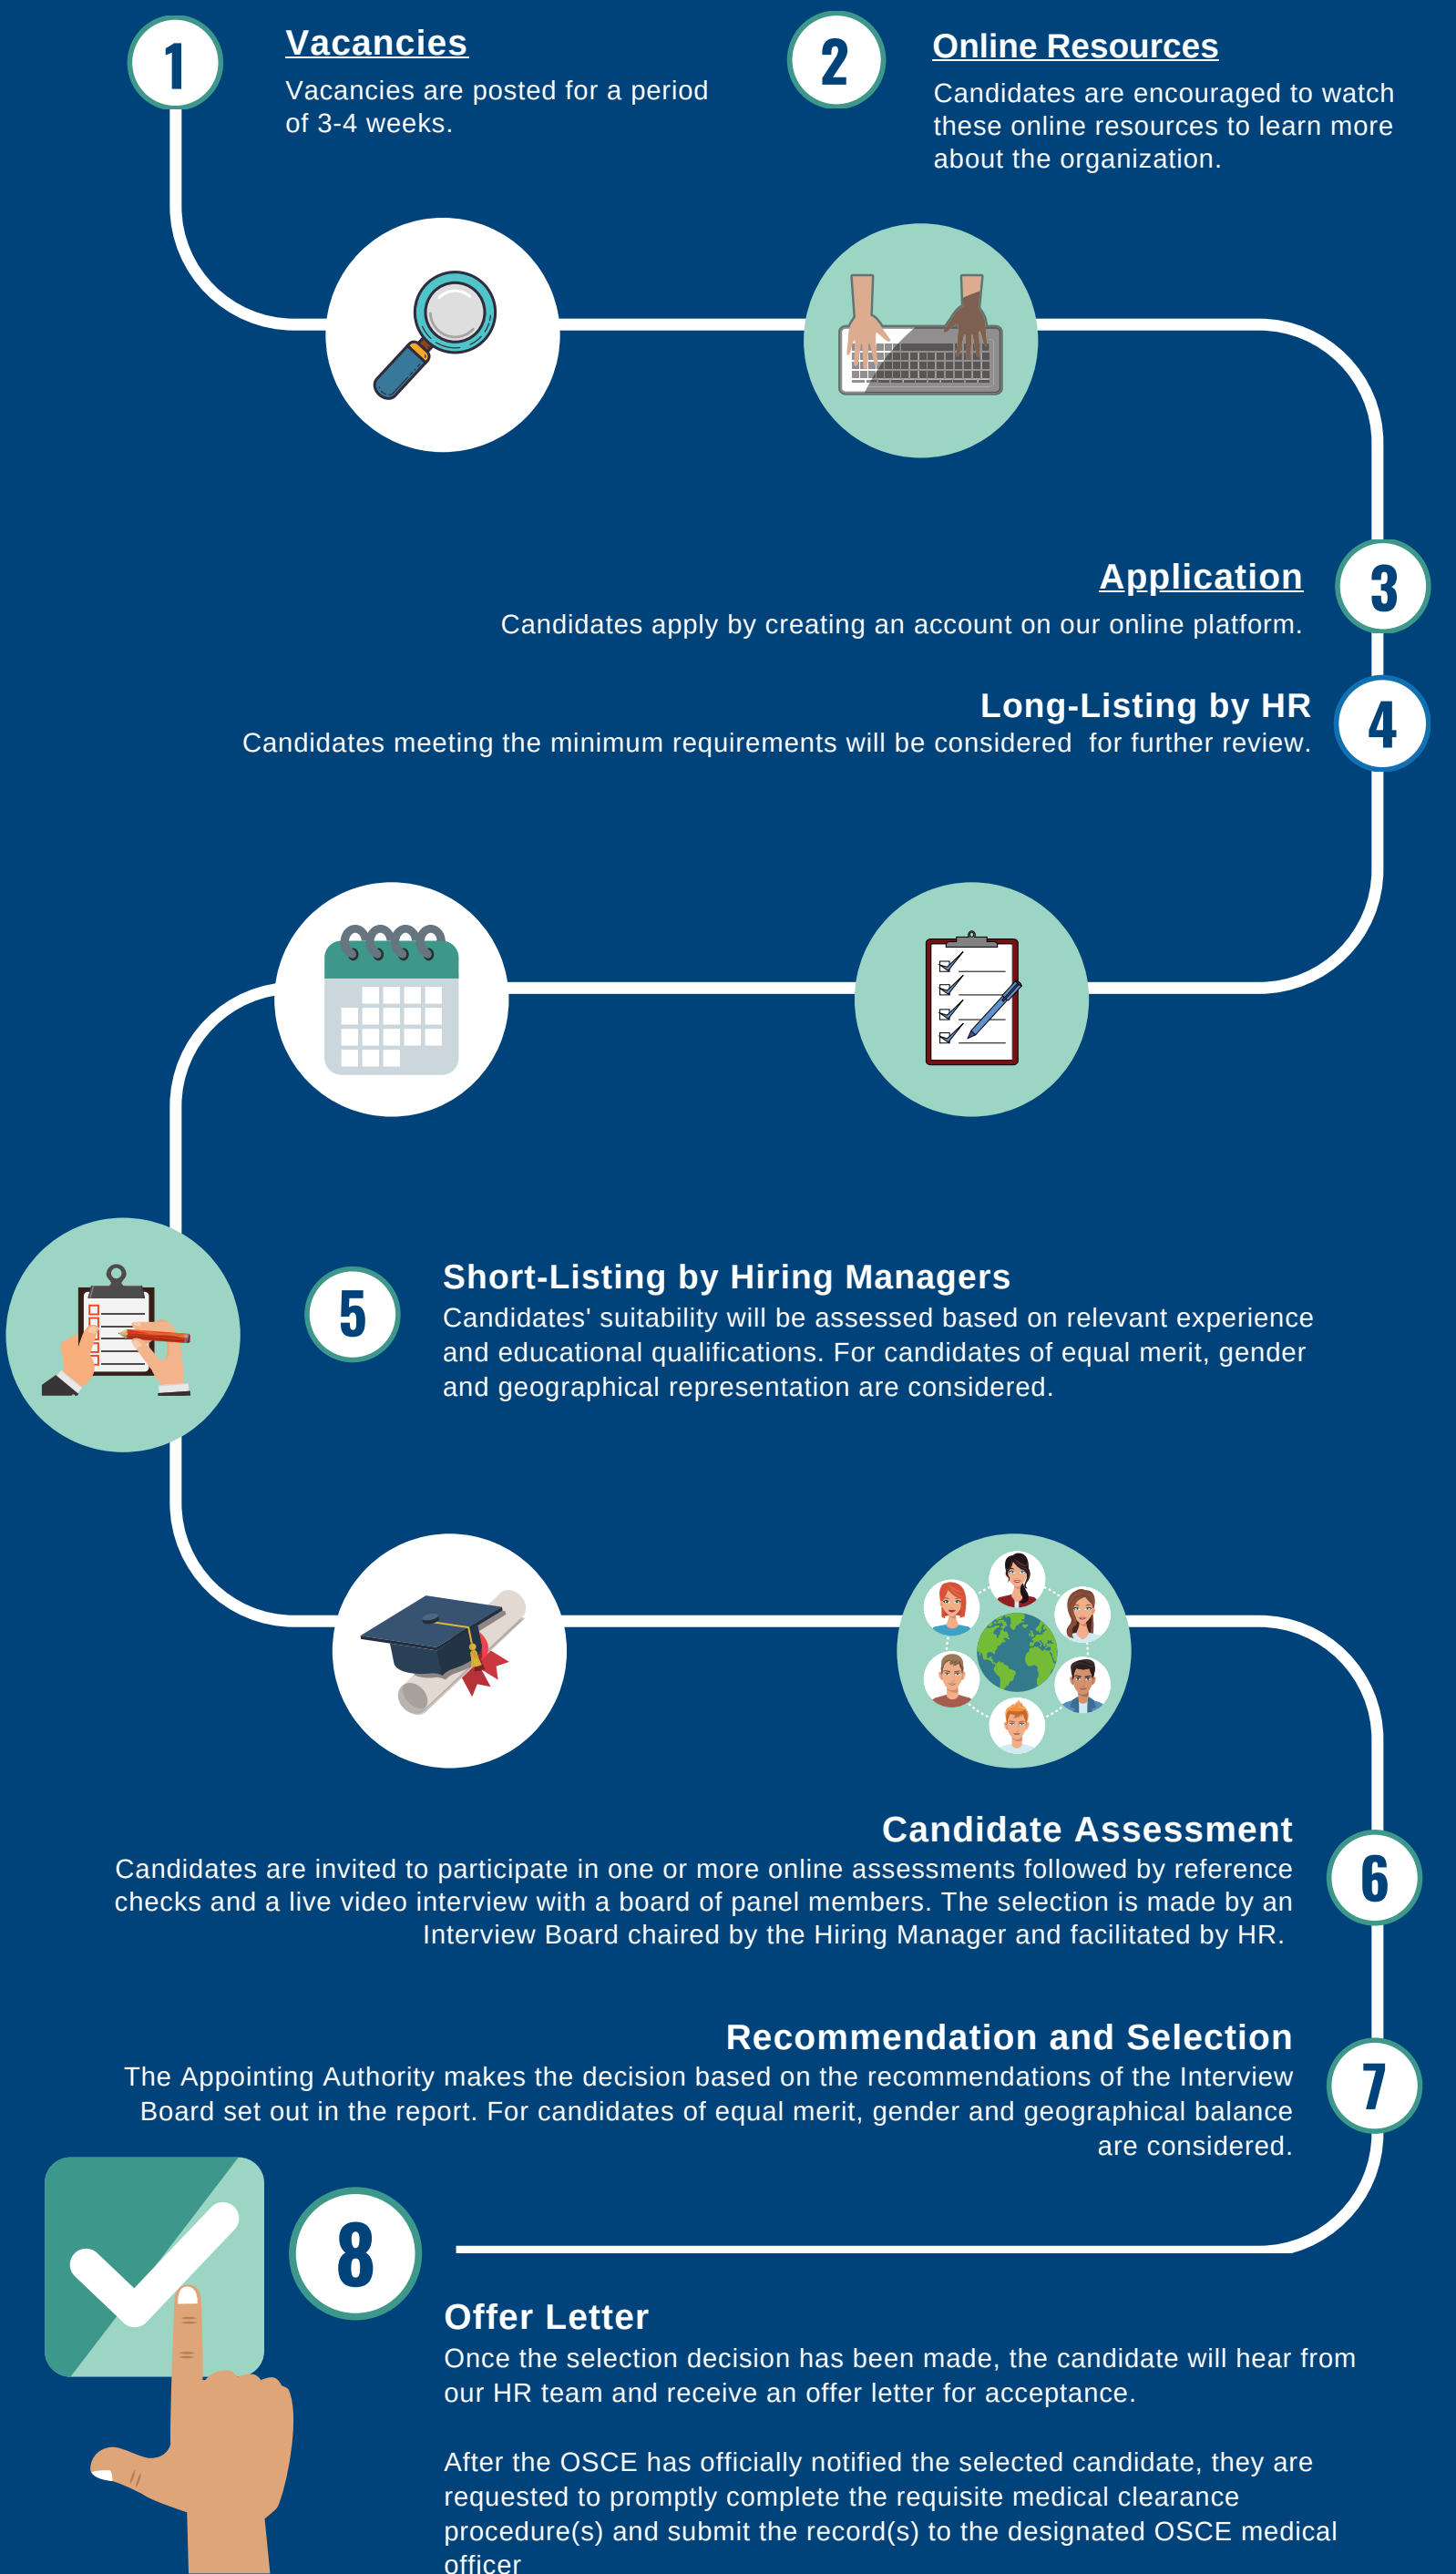 1
Vacancies
Vacancies are posted for a period
of 3-4 weeks.
2
Online Resources
Candidates are encouraged to watch
these online resources to learn more
about the organization.
3
Application
Candidates apply by creating an account on our online platform.
4
Long-Listing by HR
Candidates meeting the minimum requirements will be considered  for further review.
5
Short-Listing by Hiring Managers
Candidates' suitability will be assessed based on relevant experience
and educational qualifications. For candidates of equal merit, gender
and geographical representation are considered.
6
Candidate Assessment
Candidates are invited to participate in one or more online assessments followed by reference
checks and a live video interview with a board of panel members. The selection is made by an
Interview Board chaired by the Hiring Manager and facilitated by HR.
7
Recommendation and Selection
The Appointing Authority makes the decision based on the recommendations of the Interview
Board set out in the report. For candidates of equal merit, gender and geographical balance
are considered.
8
Offer Letter
Once the selection decision has been made, the candidate will hear from
our HR team and receive an offer letter for acceptance.
After the OSCE has officially notified the selected candidate, they are
requested to promptly complete the requisite medical clearance
procedure(s) and submit the record(s) to the designated OSCE medical
officer